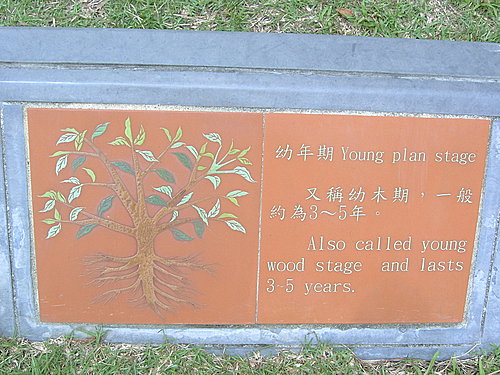 幼年期 Young plan stage
又稱幼木期，一般
約為3~5年。
Also called young
wood stage and lasts
3-5 years.